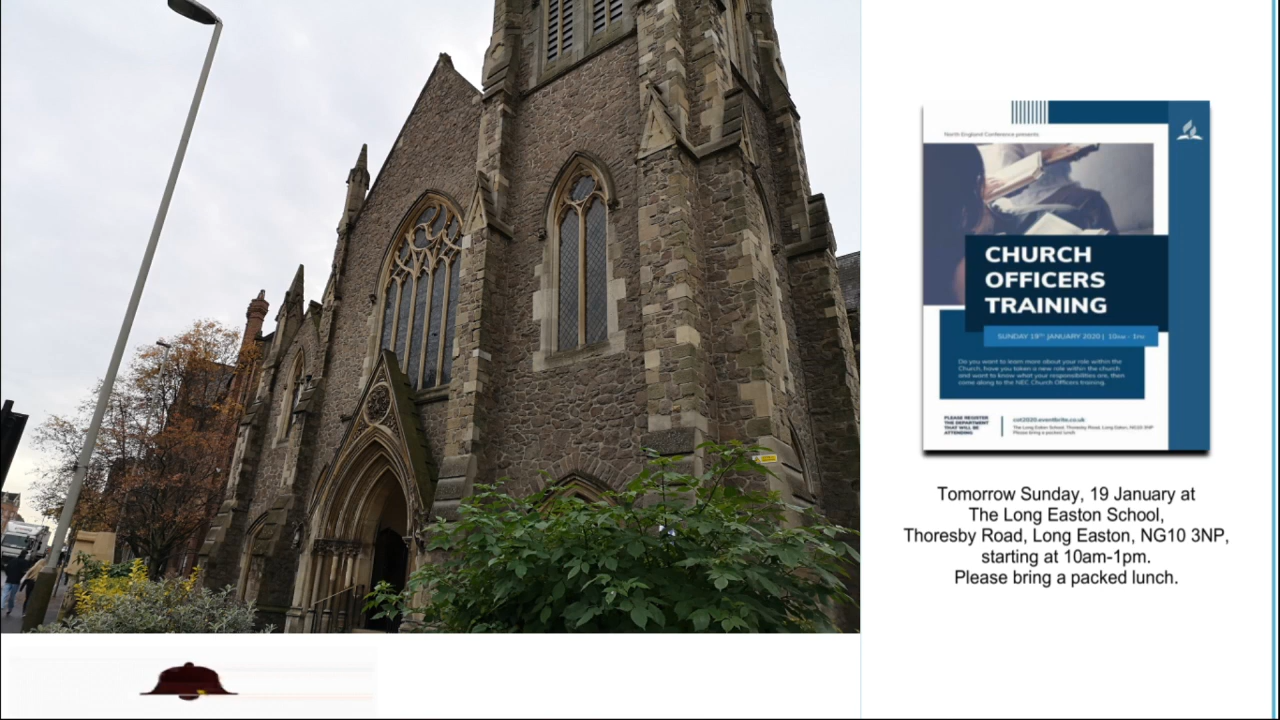 North England Conference presents
CHURCH
OFFICERS
TRAINING
SUNDAY 19TH JANUARY 2020 | 10am - 1pm
Do you want to learn more about your role within the
Church, have you taken a new role within the church
and want to know what your responsibilities are, then
come along to the NEC Church Officers training.
PLEASE REGISTER
THE DEPARTMENT
THAT WILL BE
ATTENDING
cot2020.eventbrite.co.uk
The Long Eaton School, Thoresby Road, Long Eaton, NG10 3NP
Please bring a packed lunch
Tomorrow Sunday, 19 January at
The Long Easton School,
Thoresby Road, Long Easton, NG10 3NP,
starting at 10am-1pm.
Please bring a packed lunch.